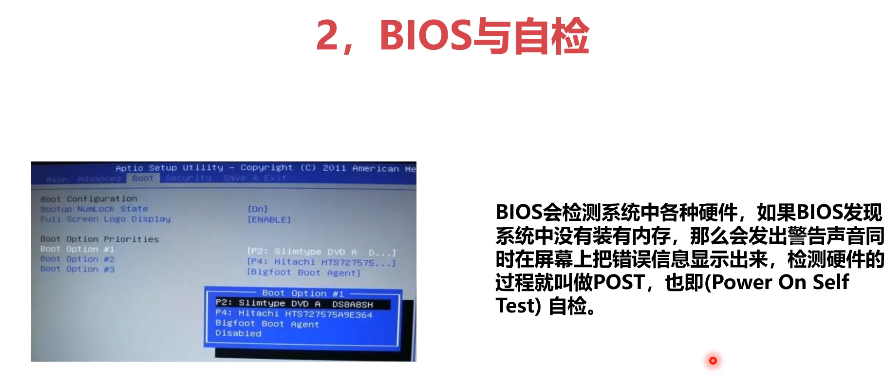 2，BIOS与自检
Aptio Setup Utility - Copyright (C) 2011 American Me
Main Advanced Boot Security Save & Exit
Boot Configuration
Bootup NumLock State [On]
Full Screen Logo Display [ENABLE]
Boot Option Priorities
Boot Option #1 [P2: Slimtype DVD A D...]
Boot Option #2 [P4: Hitachi HTS727575...]
Boot Option #3 [Bigfoot Boot Agent]
Boot Option #1
P2: Slimtype DVD A DS8A8SH
P4: Hitachi HTS727575A9E364
Bigfoot Boot Agent
Disabled
BIOS会检测系统中各种硬件，如果BIOS发现
系统中没有装有内存，那么会发出警告声音同
时在屏幕上把错误信息显示出来，检测硬件的
过程就叫做POST，也即(Power On Self
Test) 自检。